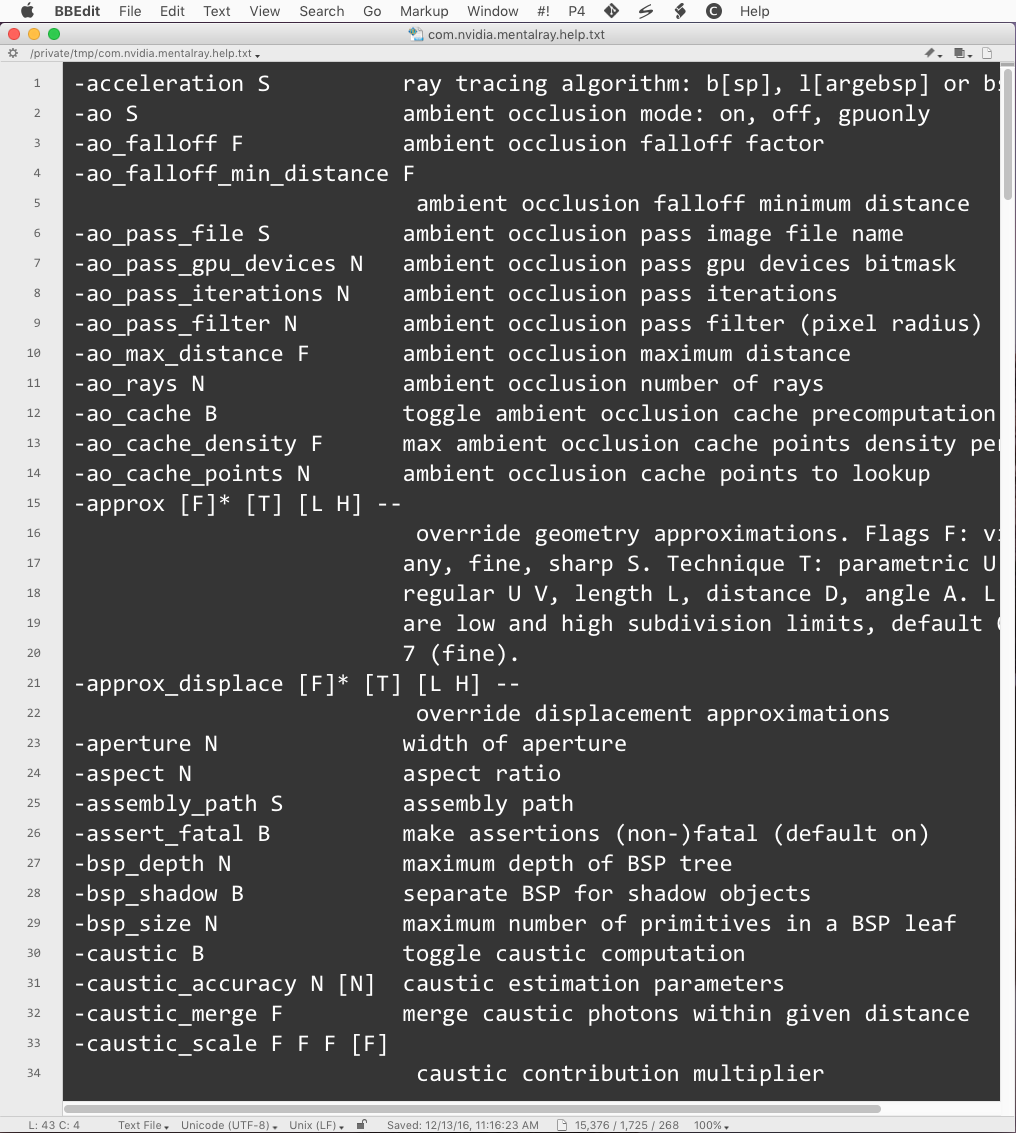 BBEdit File Edit Text View Search Go Markup Window #! P4 Help
com.nvidia.mentalray.help.txt
/private/tmp/com.nvidia.mentalray.help.txt
1 -acceleration S ray tracing algorithm: b[sp], l[argebsp] or
2 -ao S ambient occlusion mode: on, off, gpuonly
3 -ao_falloff F ambient occlusion falloff factor
4 -ao_falloff_min_distance F
5 ambient occlusion falloff minimum distance
6 -ao_pass_file S ambient occlusion pass image file name
7 -ao_pass_gpu_devices N ambient occlusion pass gpu devices bitmask
8 -ao_pass_iterations N ambient occlusion pass iterations
9 -ao_pass_filter N ambient occlusion pass filter (pixel radius)
10 -ao_max_distance F ambient occlusion maximum distance
11 -ao_rays N ambient occlusion number of rays
12 -ao_cache B toggle ambient occlusion cache precomputation
13 -ao_cache_density F max ambient occlusion cache points density
14 -ao_cache_points N ambient occlusion cache points to lookup
15 -approx [F]* [T] [L H] --
16 override geometry approximations. Flags F:
17 any, fine, sharp S. Technique T: parametric U
18 regular U V, length L, distance D, angle A. L
19 are low and high subdivision limits, default
20 7 (fine).
21 -approx_displace [F]* [T] [L H] --
22 override displacement approximations
23 -aperture N width of aperture
24 -aspect N aspect ratio
25 -assembly_path S assembly path
26 -assert_fatal B make assertions (non-)fatal (default on)
27 -bsp_depth N maximum depth of BSP tree
28 -bsp_shadow B separate BSP for shadow objects
29 -bsp_size N maximum number of primitives in a BSP leaf
30 -caustic B toggle caustic computation
31 -caustic_accuracy N [N] caustic estimation parameters
32 -caustic_merge F merge caustic photons within given distance
33 -caustic_scale F F F [F]
34 caustic contribution multiplier
L: 43 C: 4 Text File Unicode (UTF-8) Unix (LF) Saved: 12/13/16, 11:16:23 AM 15,376 / 1,725 / 268 100%